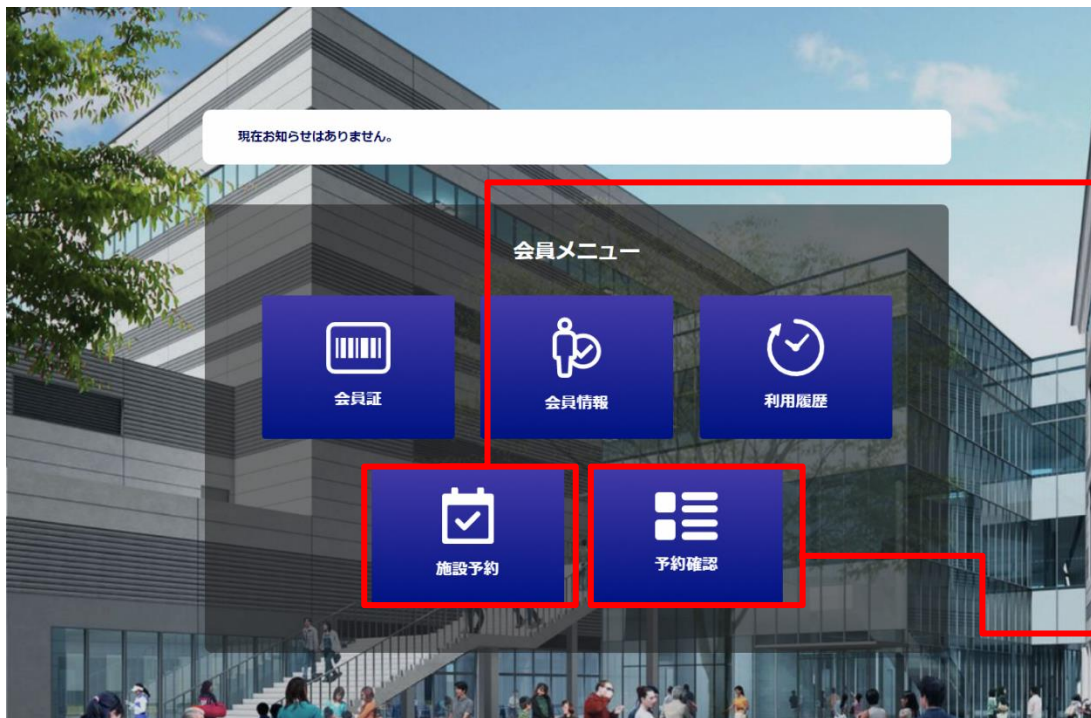 現在お知らせはありません。
会員メニュー
会員証
会員情報
利用履歴
施設予約
予約確認